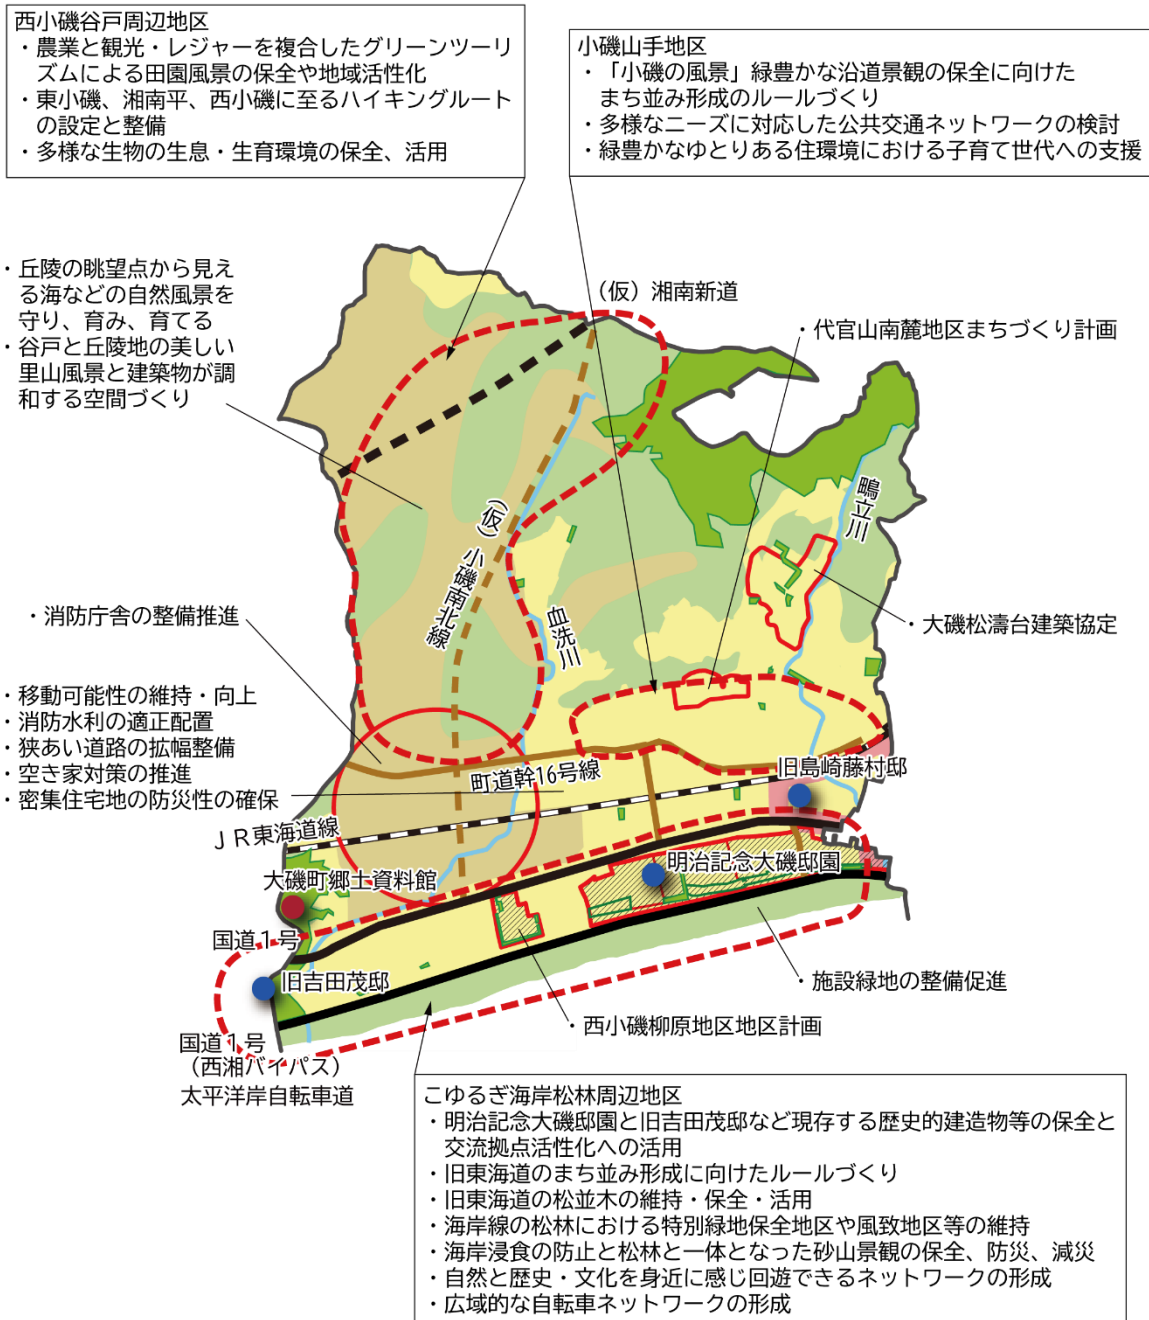 西小磯谷戸周辺地区
・農業と観光・レジャーを複合したグリーンツーリ
ズムによる田園風景の保全や地域活性化
・東小磯、湘南平、西小磯に至るハイキングルート
の設定と整備
・多様な生物の生息・生育環境の保全、活用
小磯山手地区
・「小磯の風景」緑豊かな沿道景観の保全に向けた
まち並み形成のルールづくり
・多様なニーズに対応した公共交通ネットワークの検討
・緑豊かなゆとりある住環境における子育て世代への支援
・丘陵の眺望点から見え
る海などの自然風景を
守り、育み、育てる
・谷戸と丘陵地の美しい
里山風景と建築物が調
和する空間づくり
（仮）湘南新道
・代官山南麓地区まちづくり計画
鴫立川
（仮）小磯南北線
血洗川
・消防庁舎の整備推進
・大磯松濤台建築協定
・移動可能性の維持・向上
・消防水利の適正配置
・狭あい道路の拡幅整備
・空き家対策の推進
・密集住宅地の防災性の確保
町道幹16号線
旧島崎藤村邸
ＪＲ東海道線
明治記念大磯邸園
大磯町郷土資料館
国道１号
旧吉田茂邸
・施設緑地の整備促進
・西小磯柳原地区地区計画
国道１号
（西湘バイパス）
太平洋岸自転車道
こゆるぎ海岸松林周辺地区
・明治記念大磯邸園と旧吉田茂邸など現存する歴史的建造物等の保全と
交流拠点活性化への活用
・旧東海道のまち並み形成に向けたルールづくり
・旧東海道の松並木の維持・保全・活用
・海岸線の松林における特別緑地保全地区や風致地区等の維持
・海岸浸食の防止と松林と一体となった砂山景観の保全、防災、減災
・自然と歴史・文化を身近に感じ回遊できるネットワークの形成
・広域的な自転車ネットワークの形成